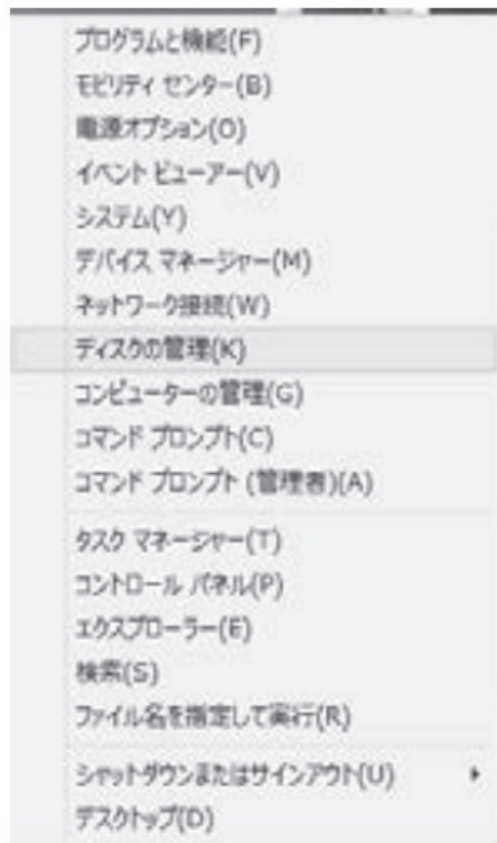 プログラムと機能(F)
モビリティ センター(B)
電源オプション(O)
イベント ビューアー(V)
システム(Y)
デバイス マネージャー(M)
ネットワーク接続(W)
ディスクの管理(K)
コンピューターの管理(G)
コマンド プロンプト(C)
コマンド プロンプト (管理者)(A)
タスク マネージャー(T)
コントロール パネル(P)
エクスプローラー(E)
検索(S)
ファイル名を指定して実行(R)
シャットダウンまたはサインアウト(U)
デスクトップ(D)